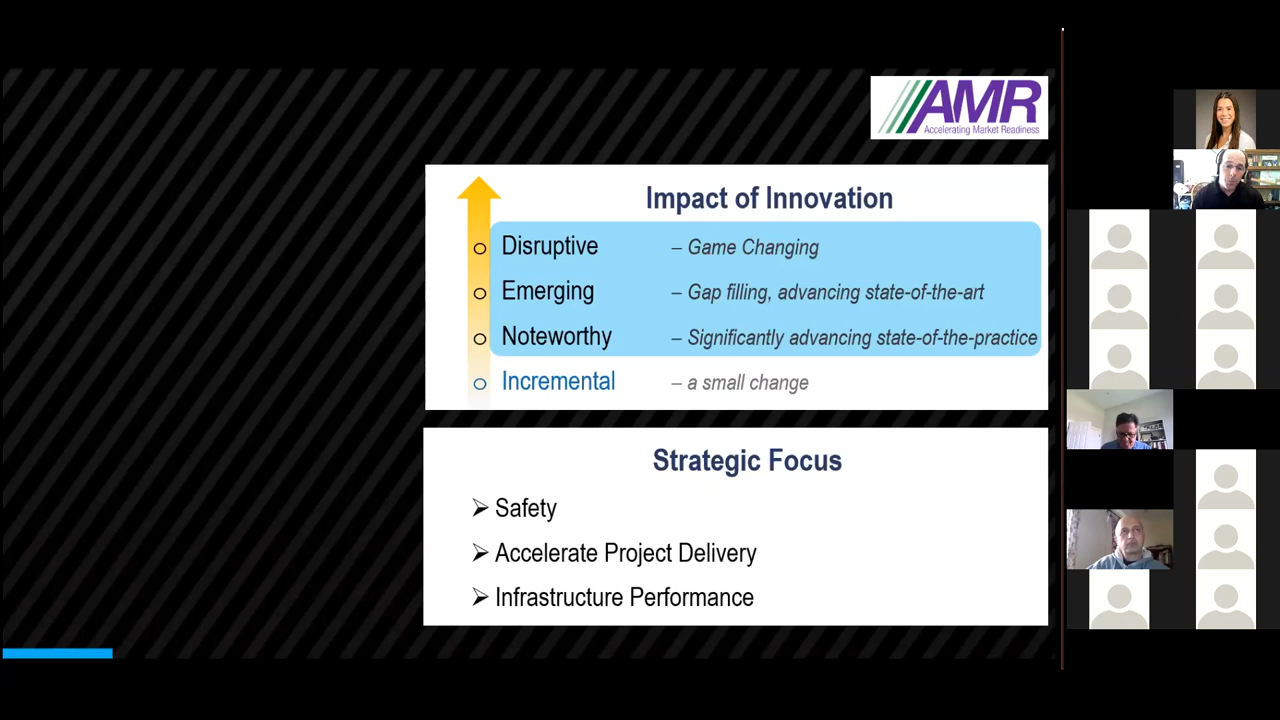 AMR
Accelerating Market Readiness
Impact of Innovation
o Disruptive – Game Changing
o Emerging – Gap filling, advancing state-of-the-art
o Noteworthy – Significantly advancing state-of-the-practice
o Incremental – a small change
Strategic Focus
➢ Safety
➢ Accelerate Project Delivery
➢ Infrastructure Performance